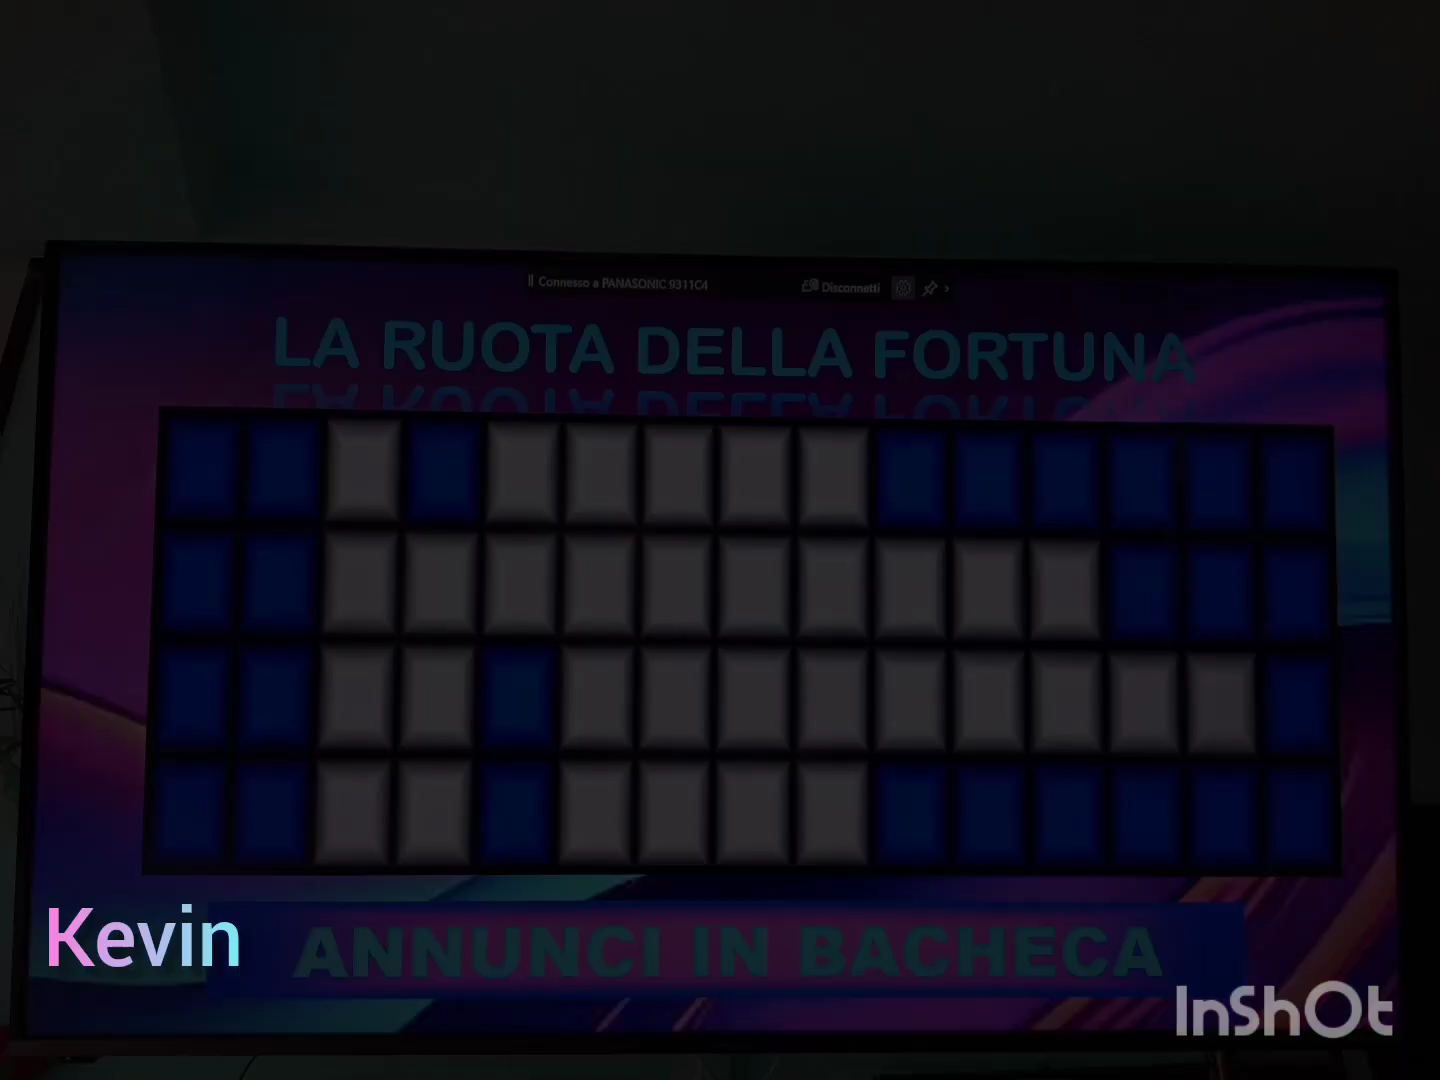 Connesso a PANASONIC 9311C4 Disconnetti
LA RUOTA DELLA FORTUNA
Kevin
ANNUNCI IN BACHECA
InShOt